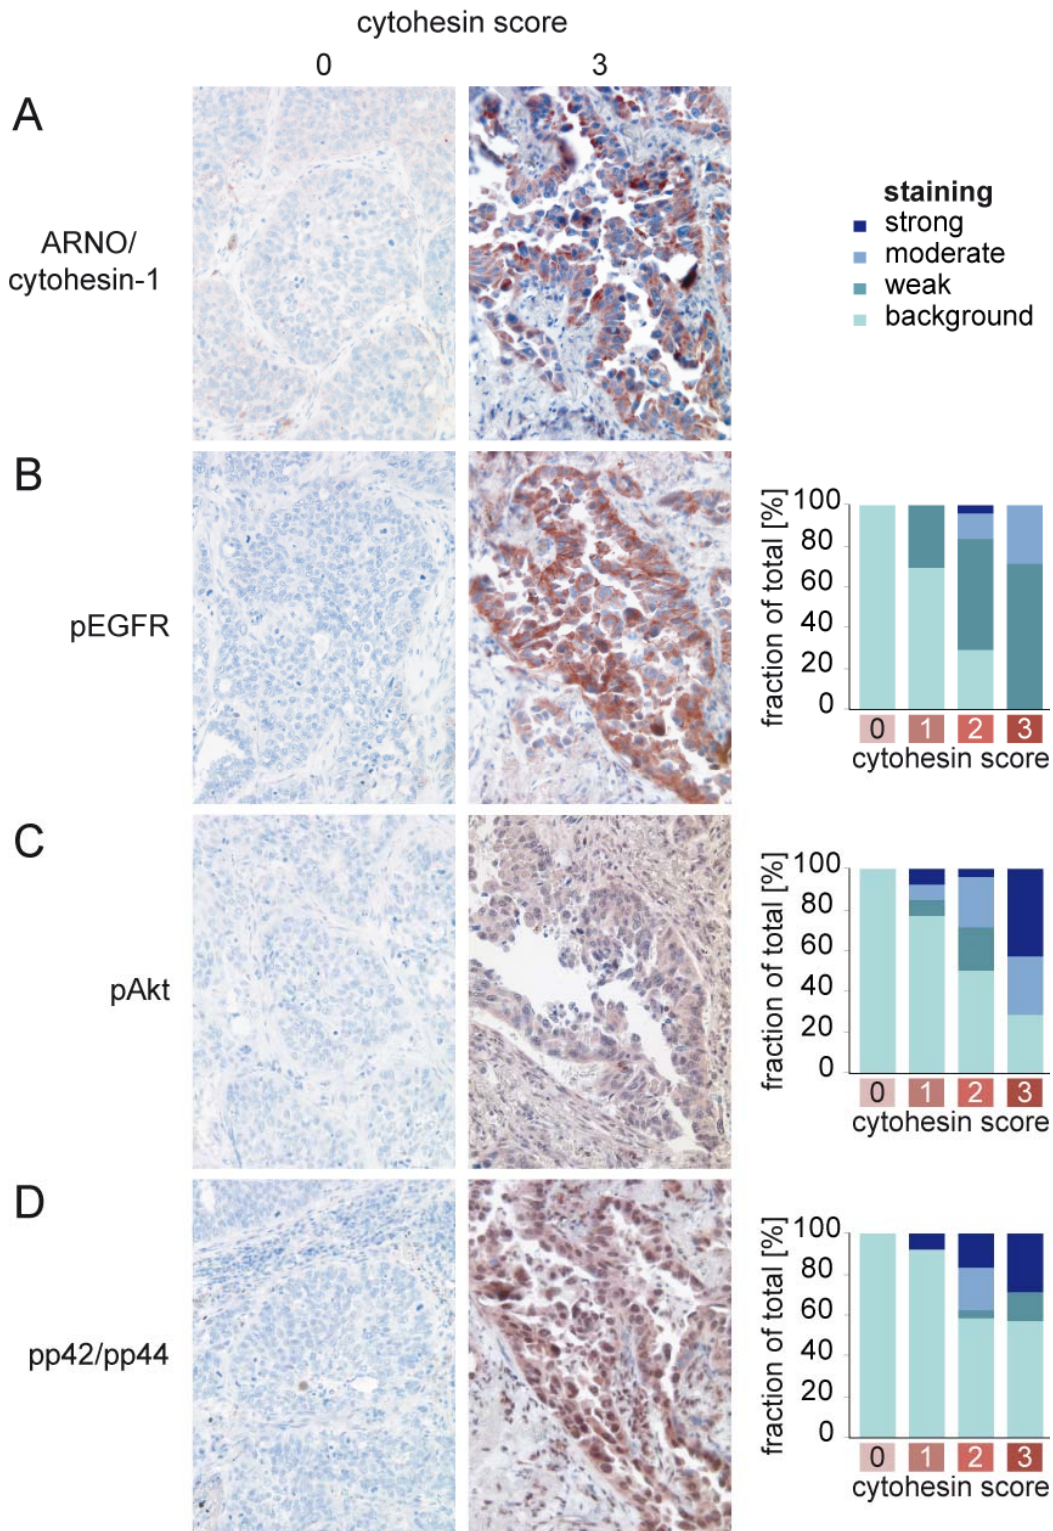 cytohesin score
0 3
A
ARNO/
cytohesin-1
staining
strong
moderate
weak
background
B
pEGFR
fraction of total [%]
100
80
60
40
20
0
0 1 2 3
cytohesin score
C
pAkt
fraction of total [%]
100
80
60
40
20
0
0 1 2 3
cytohesin score
D
pp42/pp44
fraction of total [%]
100
80
60
40
20
0
0 1 2 3
cytohesin score